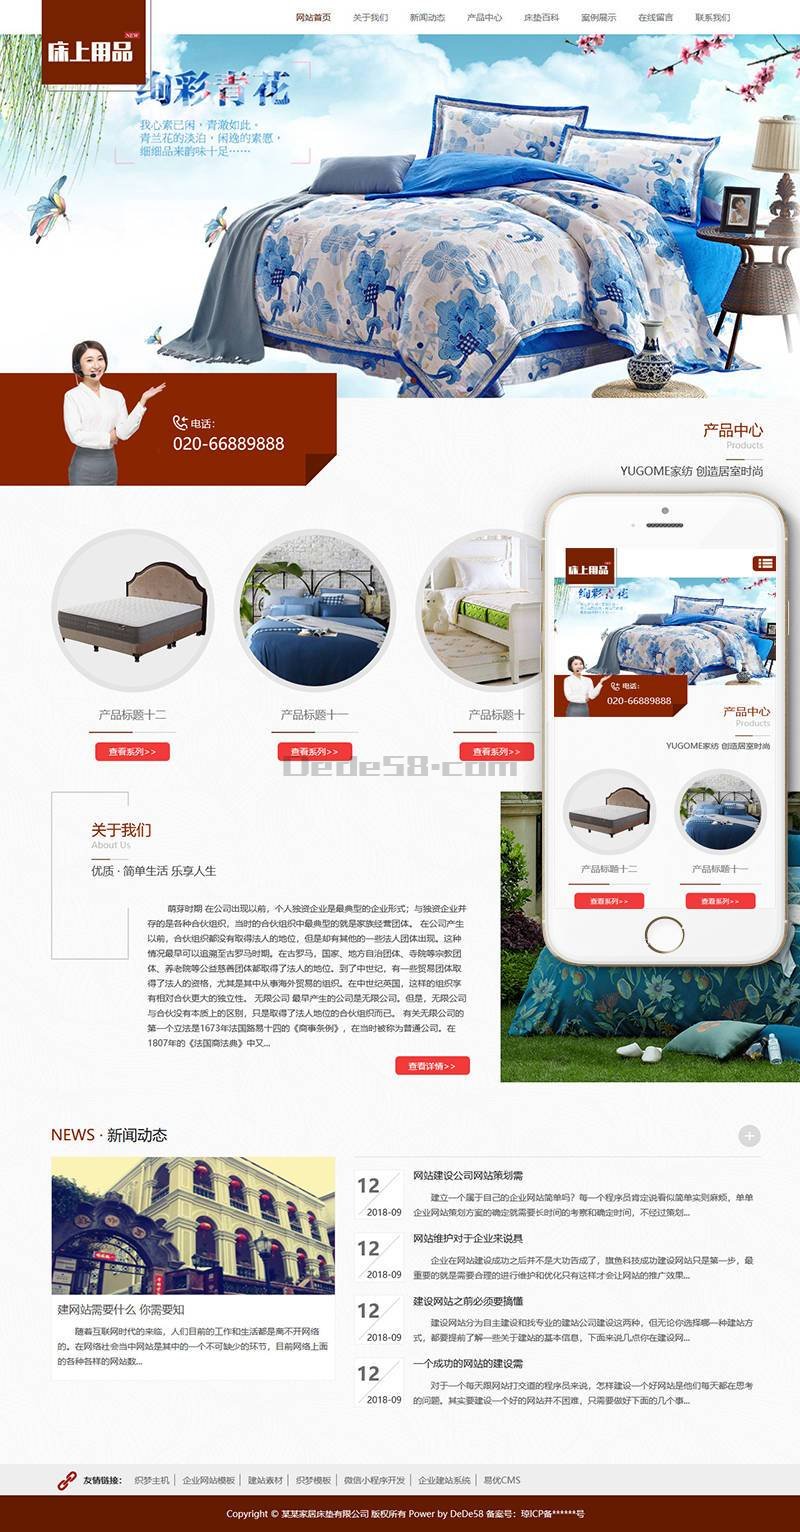 网站首页 关于我们 新闻动态 产品中心 床垫百科 案例展示 在线留言 联系我们
床上用品 NEW
绚彩青花
我心素已闲，青澈如此。
青兰花的淡泊，闲逸的素愿，
细细品来韵味十足……
电话：
020-66889888
产品中心
Products
YUGOME家纺 创造居室时尚
产品标题十二
产品标题十一
产品标题十
查看系列>>
查看系列>>
查看系列>>
床上用品
绚彩青花
电话：
020-66889888
产品中心
Products
YUGOME家纺 创造居室时尚
产品标题十二
产品标题十一
查看系列>>
查看系列>>
Dede58.com
关于我们
About Us
优质 · 简单生活 乐享人生
萌芽时期 在公司出现以前，个人独资企业是最典型的企业形式；与独资企业并
存的是各种合伙组织，当时的合伙组织中最典型的就是家族经营团体。 在公司产生
以前，合伙组织都没有取得法人的地位，但是却有其他的一些法人团体出现。这种
情况最早可以追溯至古罗马时期。在古罗马，国家、地方自治团体、寺院等宗教团
体、养老院等公益慈善团体都取得了法人的地位。到了中世纪，有一些贸易团体取
得了法人的资格，尤其是其中从事海外贸易的组织。在中世纪英国，这样的组织享
有相对合伙更大的独立性。 无限公司 最早产生的公司是无限公司。但是，无限公司
与合伙没有本质上的区别，只是取得了法人地位的合伙组织而已。 有关无限公司的
第一个立法是1673年法国路易十四的《商事条例》，在当时被称为普通公司。在
1807年的《法国商法典》中又...
查看详情>>
NEWS · 新闻动态
建网站需要什么 你需要知
随着互联网时代的来临，人们目前的工作和生活都是离不开网络
的。在网络社会当中网站是其中的一个不可缺少的环节，目前网络上面
的各种各样的网站数...
12
2018-09
网站建设公司网站策划需
建立一个属于自己的企业网站简单吗？每一个程序员肯定说看似简单实则麻烦，单单
企业网站策划方案的确定就需要长时间的考察和确定时间，不经过策划...
12
2018-09
网站维护对于企业来说具
企业在网站建设成功之后并不是大功告成了，旗鱼科技成功建设网站只是第一步，最
重要的就是需要合理的进行维护和优化只有这样才会让网站的推广效果...
12
2018-09
建设网站之前必须要搞懂
建设网站分为自主建设和找专业的建站公司建设这两种，但无论你选择哪一种建站方
式，都要提前了解一些关于建站的基本信息，下面来说几点你在建设网...
12
2018-09
一个成功的网站的建设需
对于一个每天跟网站打交道的程序员来说，怎样建设一个好网站是他们每天都在思考
的问题。其实要建设一个好的网站并不困难，只需要做好下面的几个事...
友情链接： 织梦主机 企业网站模板 建站素材 织梦模板 微信小程序开发 企业建站系统 易优CMS
Copyright © 某某家居床垫有限公司 版权所有 Power by DeDe58 备案号：琼ICP备******号